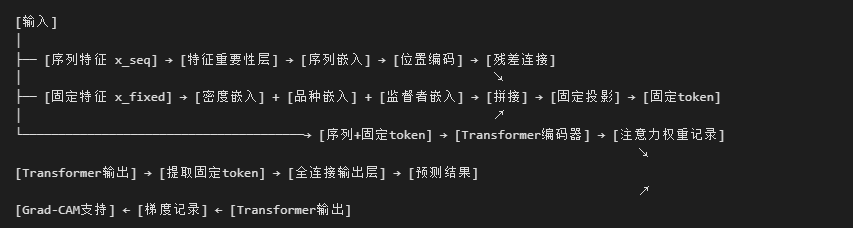 [输入]
│
├── [序列特征 x_seq] → [特征重要性层] → [序列嵌入] → [位置编码] → [残差连接]
│ ↘
├── [固定特征 x_fixed] → [密度嵌入] + [品种嵌入] + [监督者嵌入] → [拼接] → [固定投影] → [固定token]
│ ↗
└───────────────────────────────────→ [序列+固定token] → [Transformer编码器] → [注意力权重记录]
↘
[Transformer输出] → [提取固定token] → [全连接输出层] → [预测结果]
↗
[Grad-CAM支持] ← [梯度记录] ← [Transformer输出]